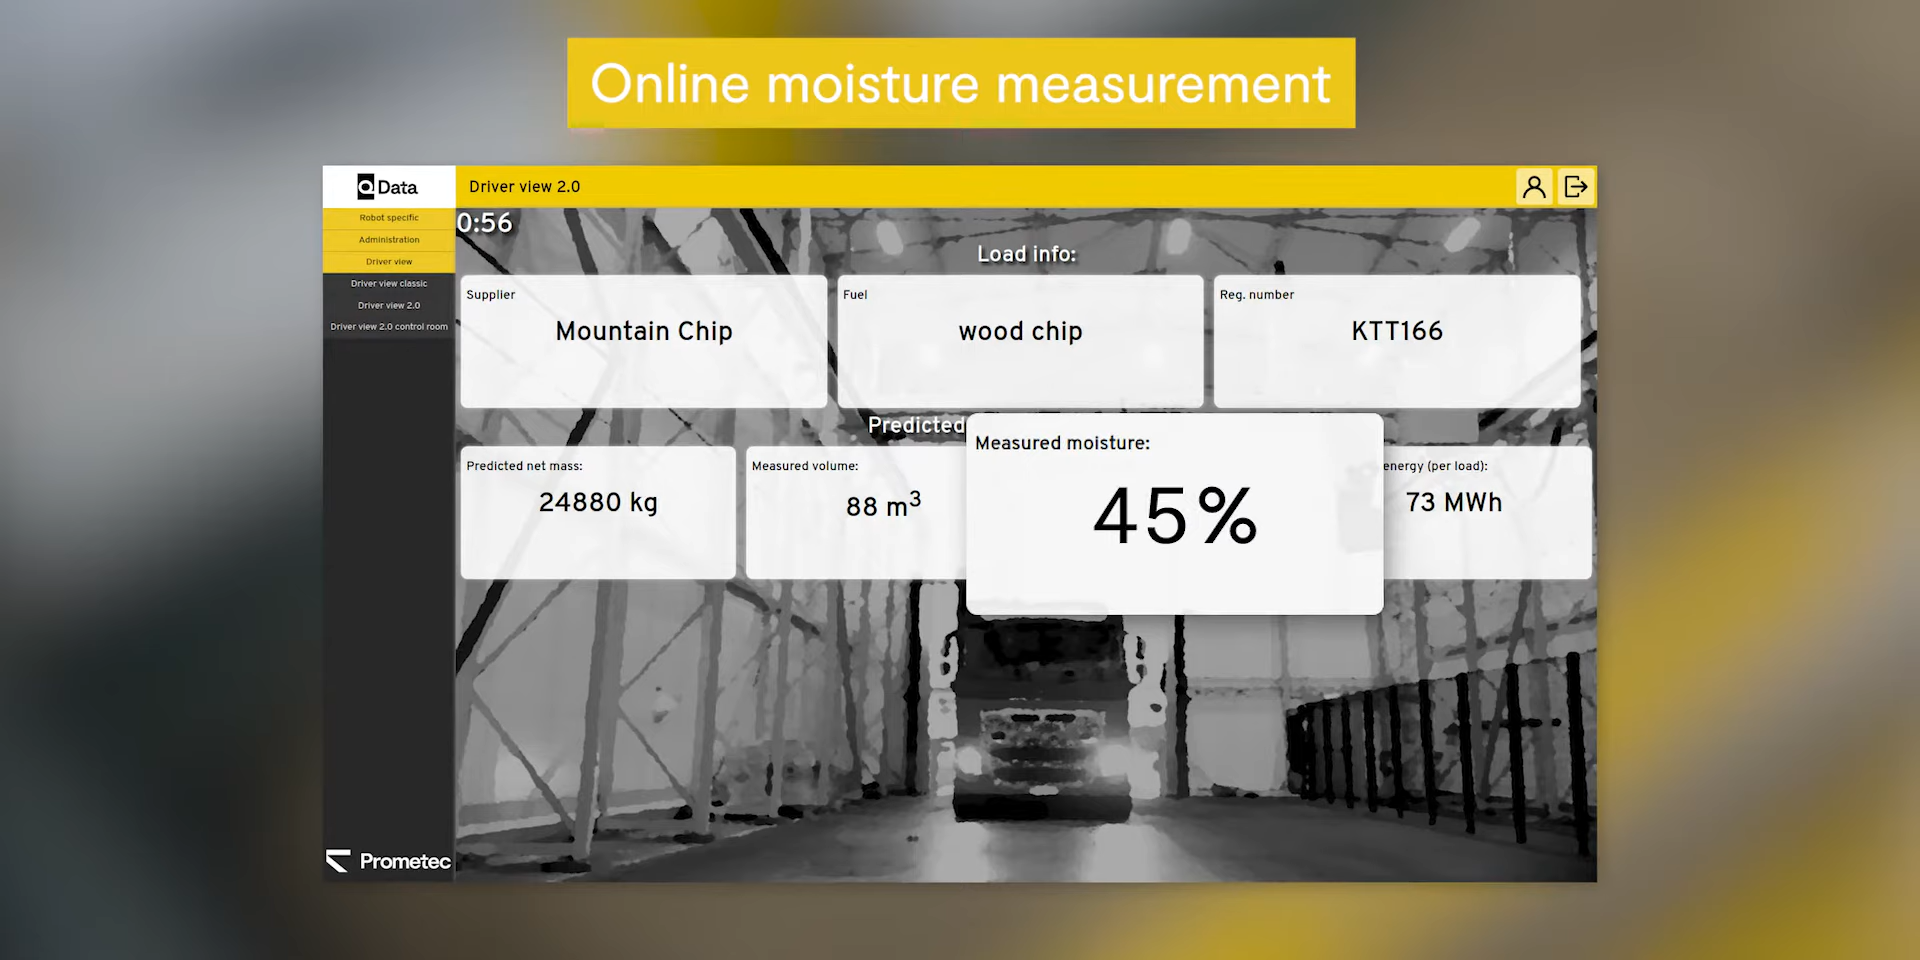 Online moisture measurement
Data
Driver view 2.0
Robot specific
Administration
Driver view
Driver view classic
Driver view 2.0
Driver view 2.0 control room
0:56
Load info:
Supplier
Mountain Chip
Fuel
wood chip
Reg. number
KTT166
Predicted
Predicted net mass:
24880 kg
Measured volume:
88 m³
Measured moisture:
45%
energy (per load):
73 MWh
Prometec